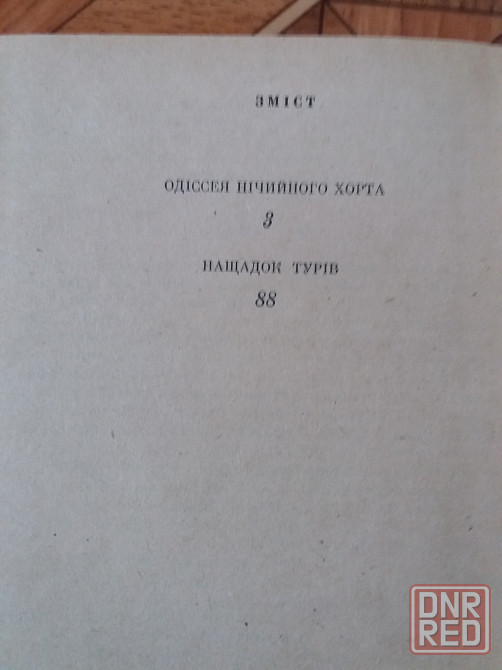 ЗМІСТ
ОДІССЕЯ НІЧИЙНОГО ХОРТА
3
НАЩАДОК ТУРІВ
88
DNR
RED